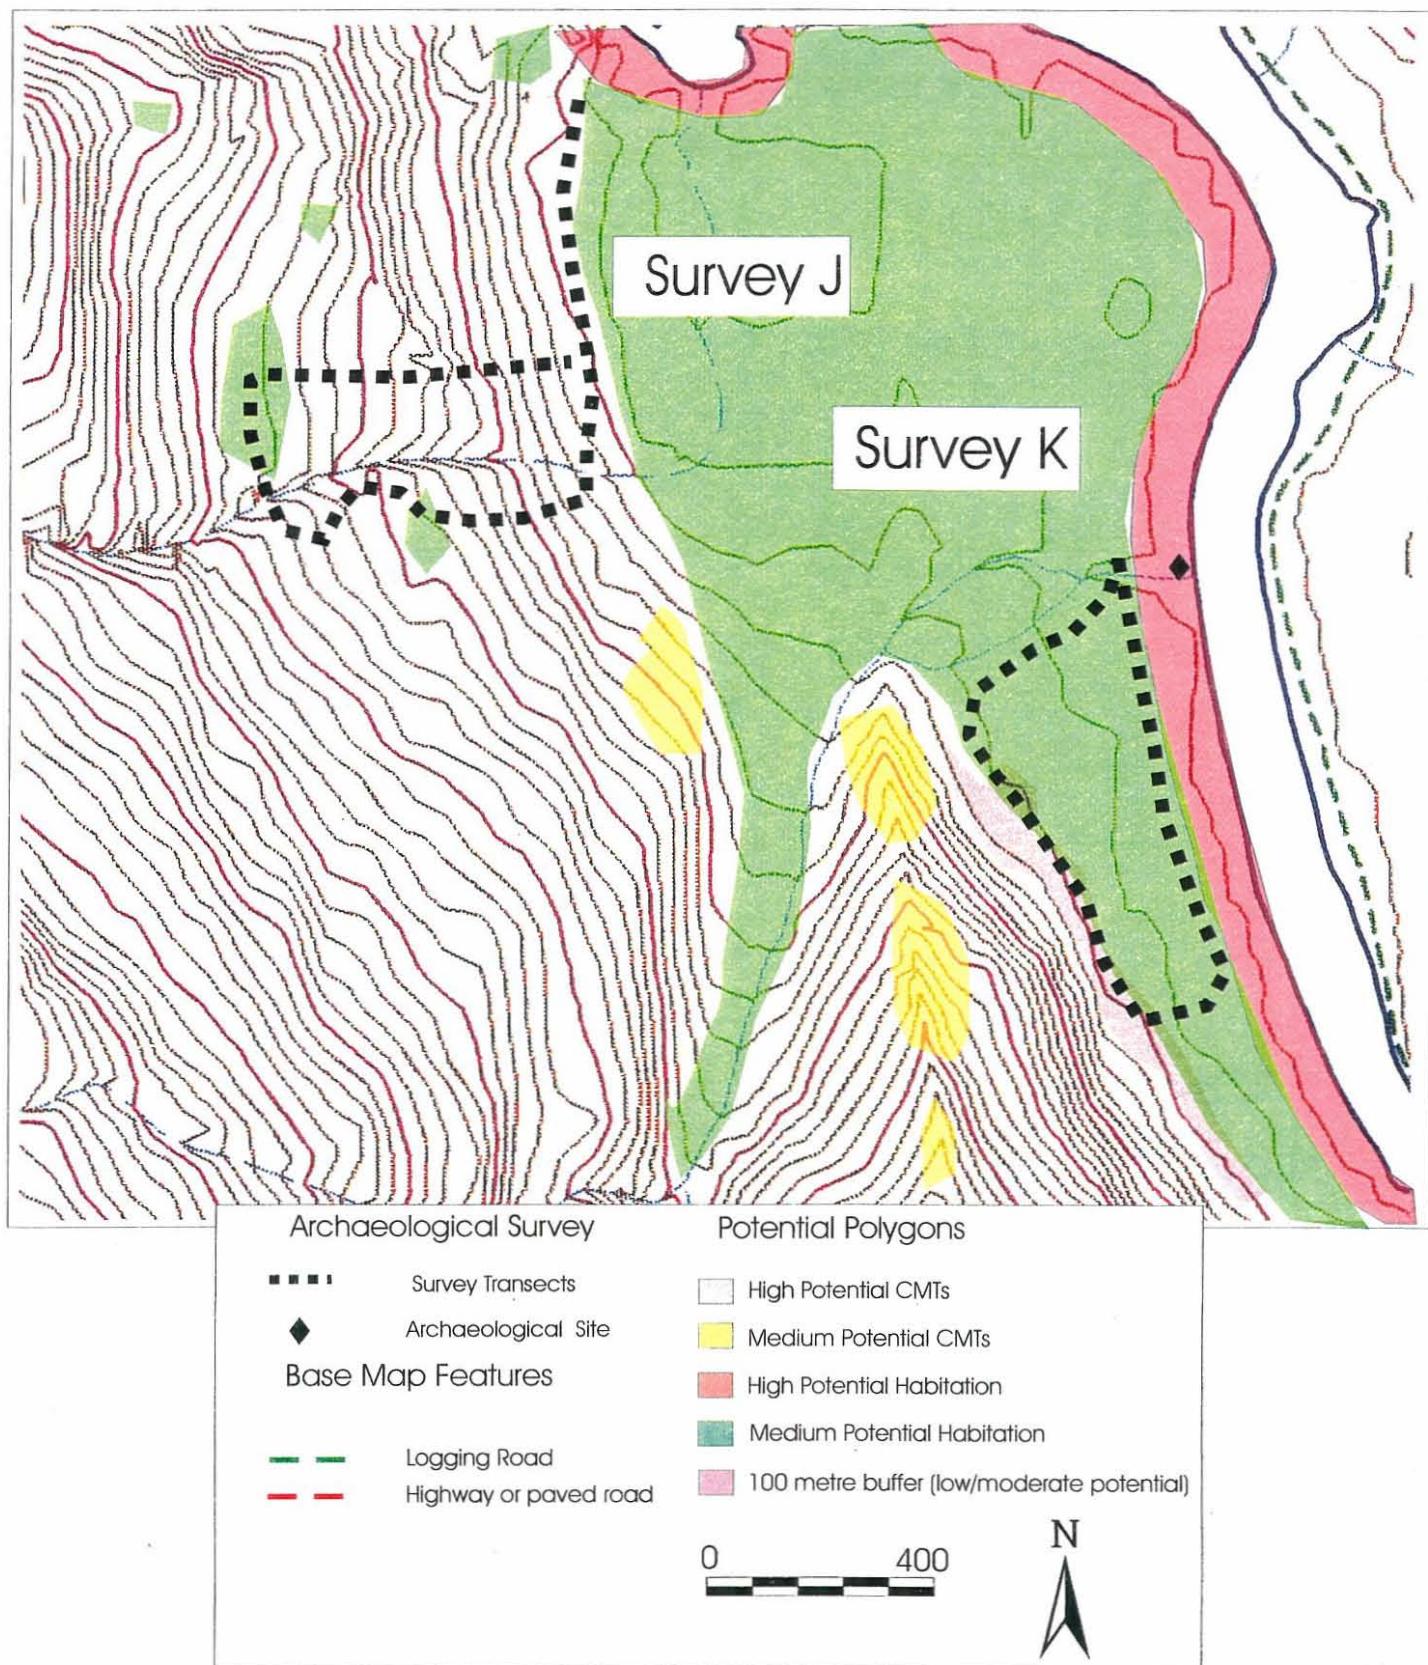 Survey J
Survey K
Archaeological Survey
Survey Transects
Archaeological Site
Base Map Features
Logging Road
Highway or paved road
Potential Polygons
High Potential CMTs
Medium Potential CMTs
High Potential Habitation
Medium Potential Habitation
100 metre buffer (low/moderate potential)
0 400
N